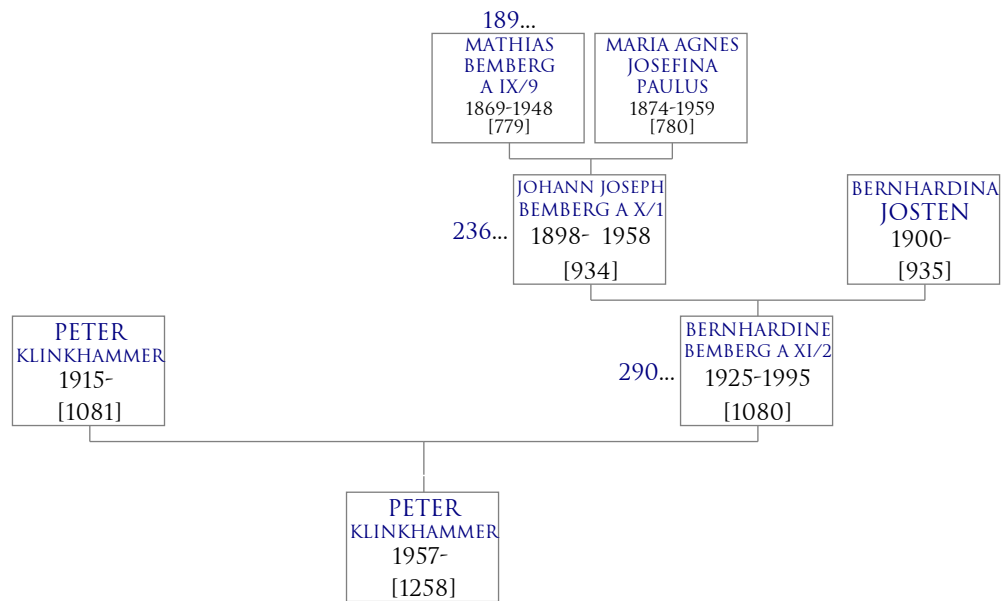 189...
MATHIAS
BEMBERG
A IX/9
1869-1948
[779]
MARIA AGNES
JOSEFINA
PAULUS
1874-1959
[780]
JOHANN JOSEPH
BEMBERG A X/1
1898- 1958
[934]
236...
BERNHARDINA
JOSTEN
1900-
[935]
PETER
KLINKHAMMER
1915-
[1081]
BERNHARDINE
BEMBERG A XI/2
1925-1995
[1080]
290...
PETER
KLINKHAMMER
1957-
[1258]